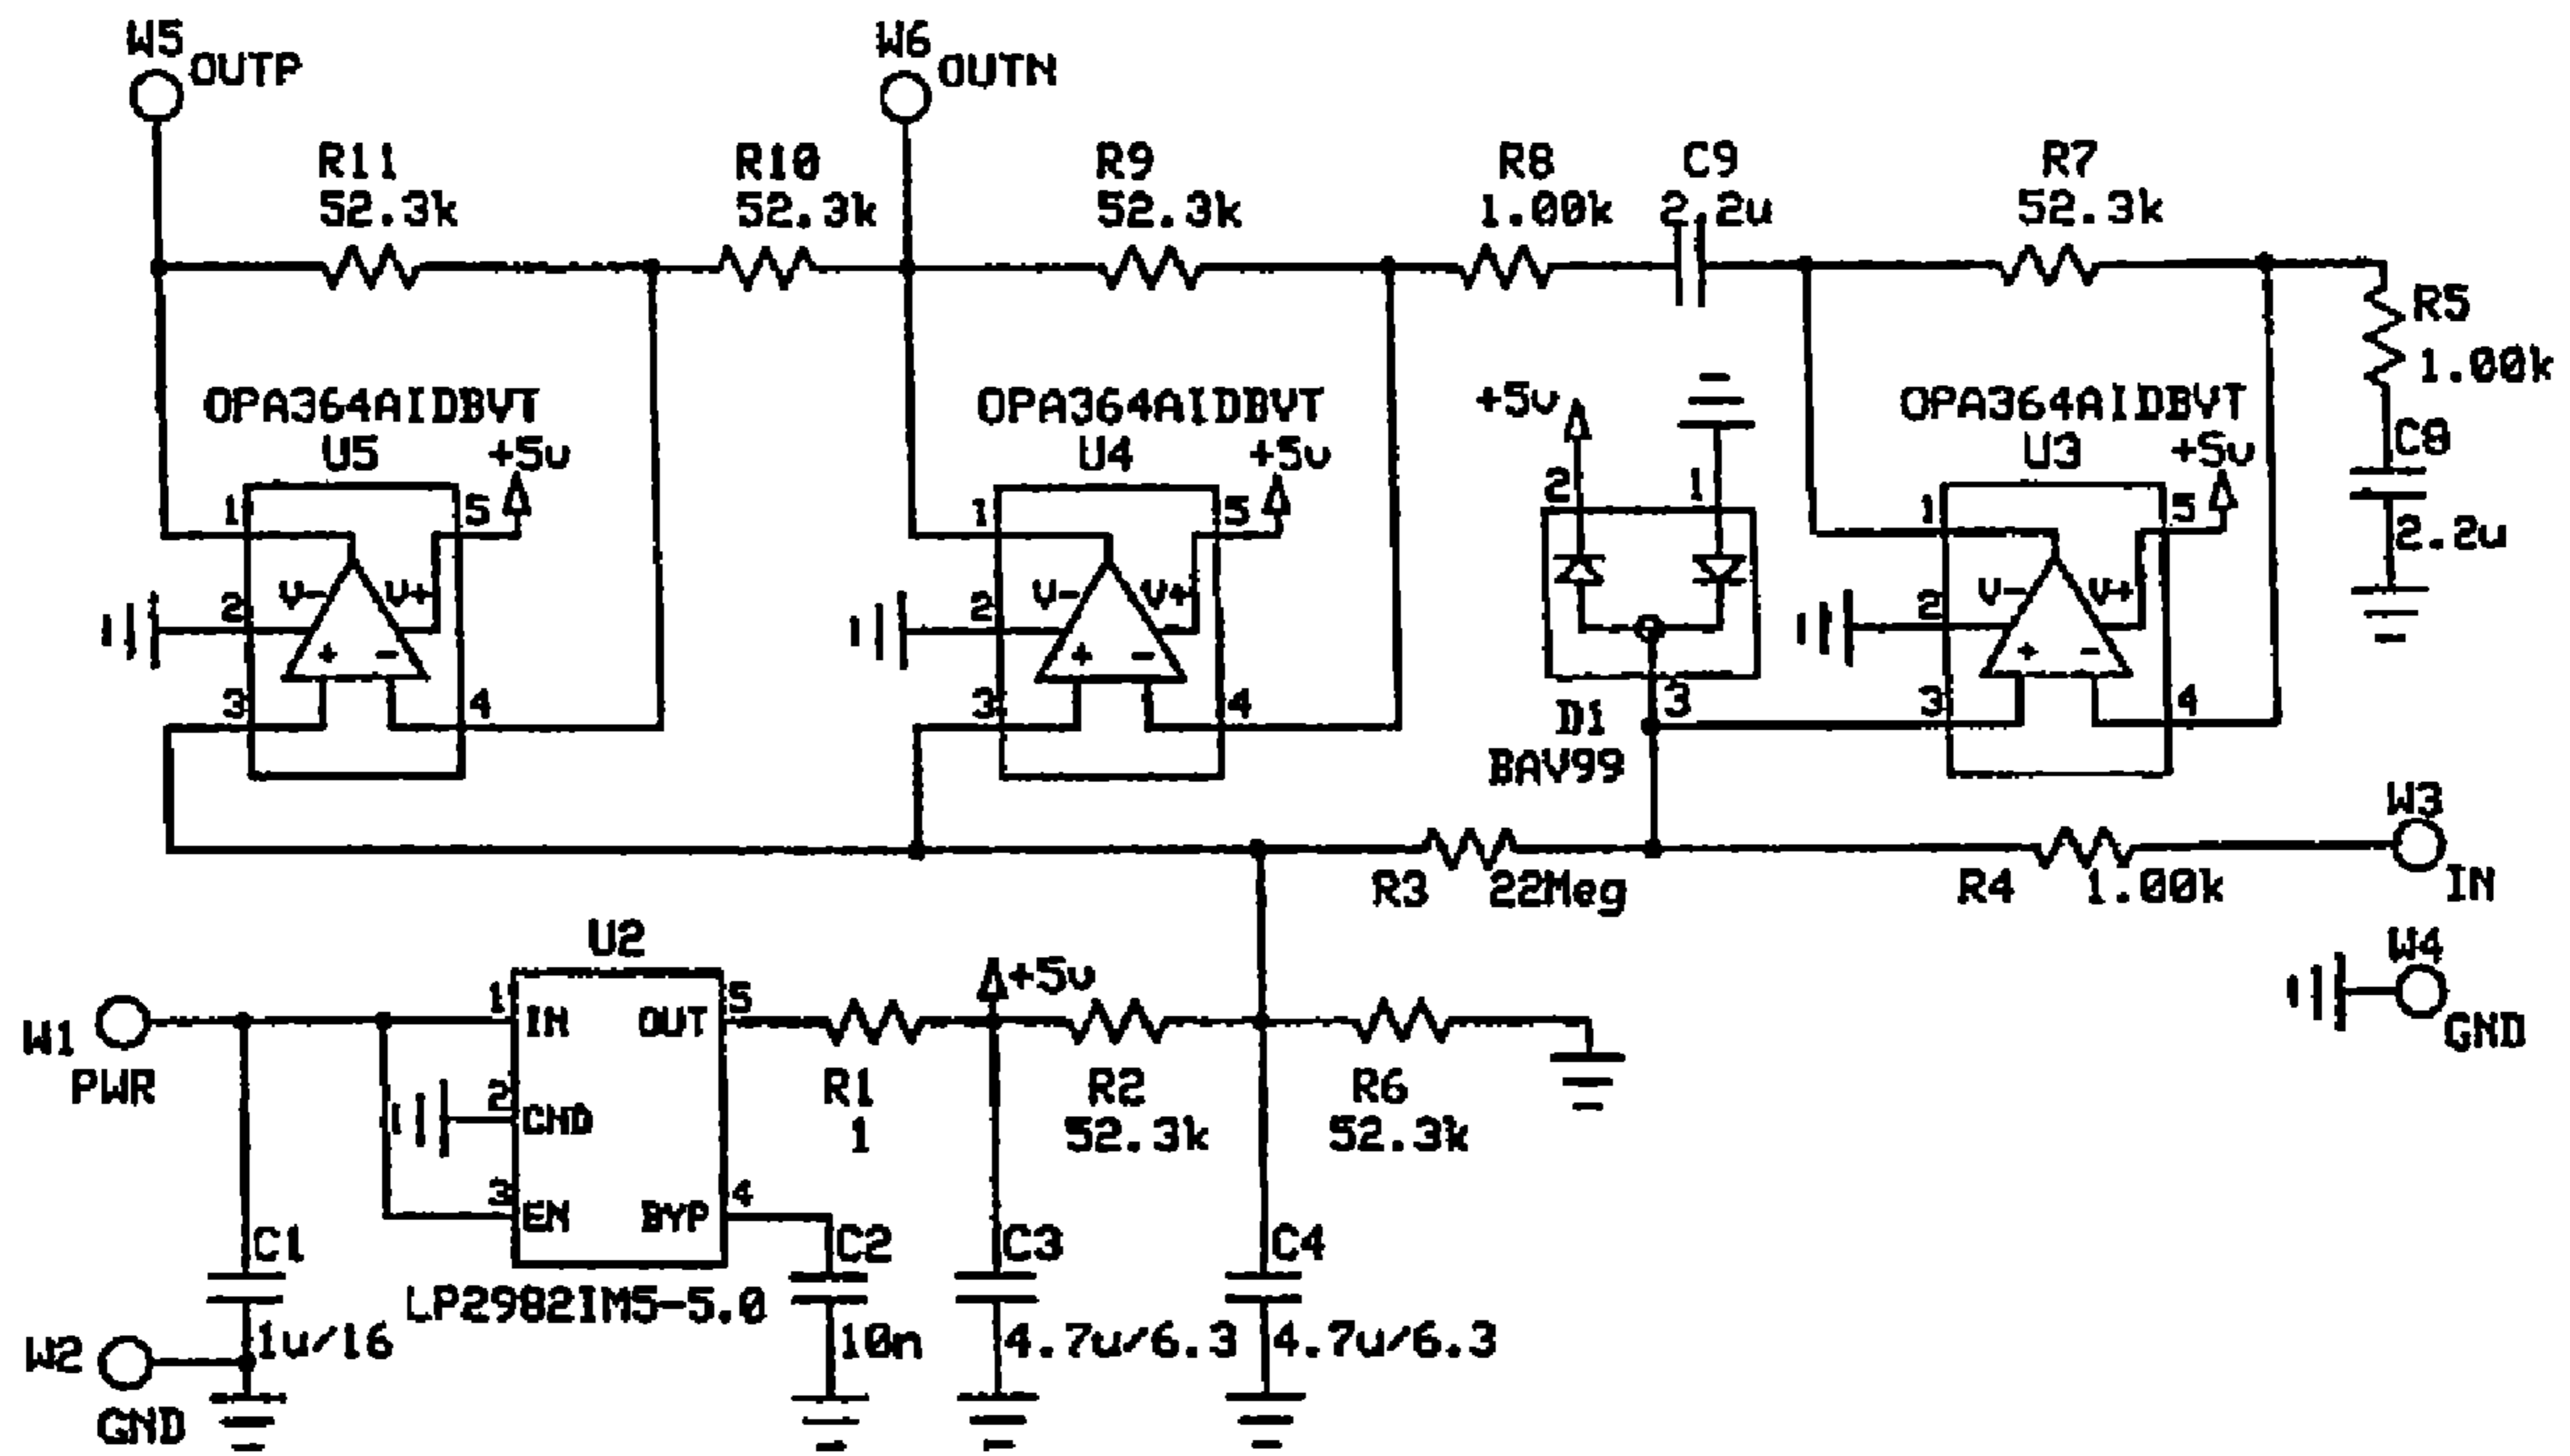 W5
OUTP
W6
OUTN
R11
52.3k
R10
52.3k
R9
52.3k
R8
1.00k
C9
2.2u
R7
52.3k
R5
1.00k
C8
2.2u
OPA364AIDBVT
U5
+5v
1
5
2
V-
V+
+
-
3
4
OPA364AIDBVT
U4
+5v
1
5
2
V-
V+
+
-
3
4
+5v
2
1
3
D1
BAV99
OPA364AIDBVT
U3
+5v
1
5
2
V-
V+
+
-
3
4
W3
IN
R3
22Meg
R4
1.00k
W4
GND
U2
1
IN
OUT
5
2
GND
3
EN
BYP
4
LP2982IM5-5.0
W1
PWR
W2
GND
C1
1u/16
R1
1
+5v
R2
52.3k
R6
52.3k
C2
10n
C3
4.7u/6.3
C4
4.7u/6.3